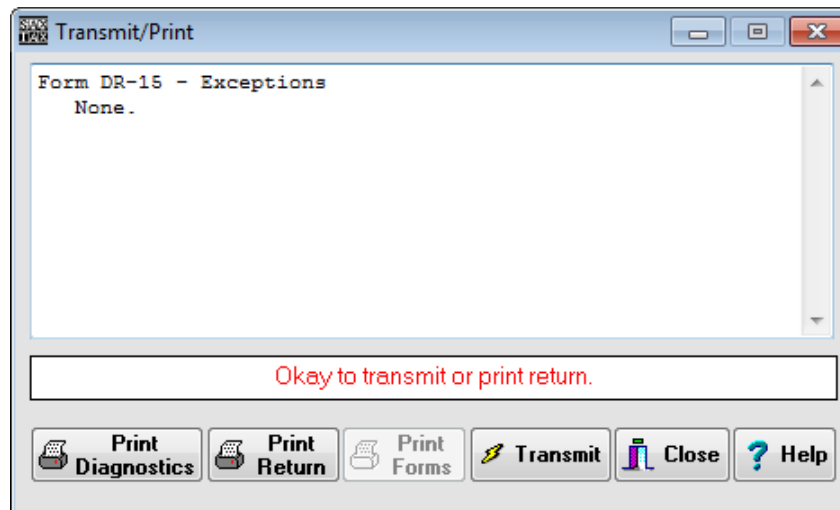 Transmit/Print
Form DR-15 - Exceptions
None.
Okay to transmit or print return.
Print
Diagnostics
Print
Return
Print
Forms
Transmit
Close
? Help